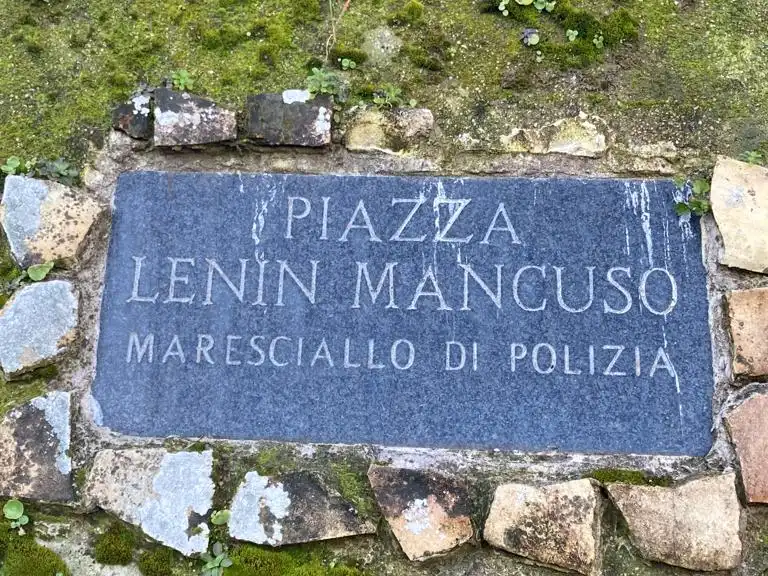 PIAZZA
LENIN MANCUSO
MARESCIALLO DI POLIZIA